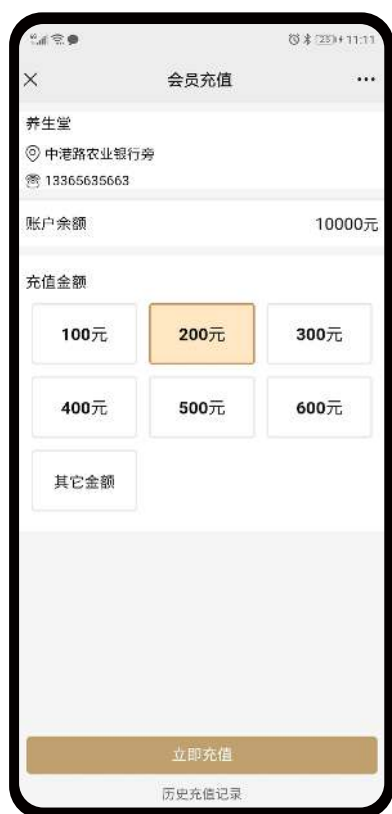 11:11
会员充值
养生堂
中港路农业银行旁
13365635663
账户余额 10000元
充值金额
100元 200元 300元
400元 500元 600元
其它金额
立即充值
历史充值记录